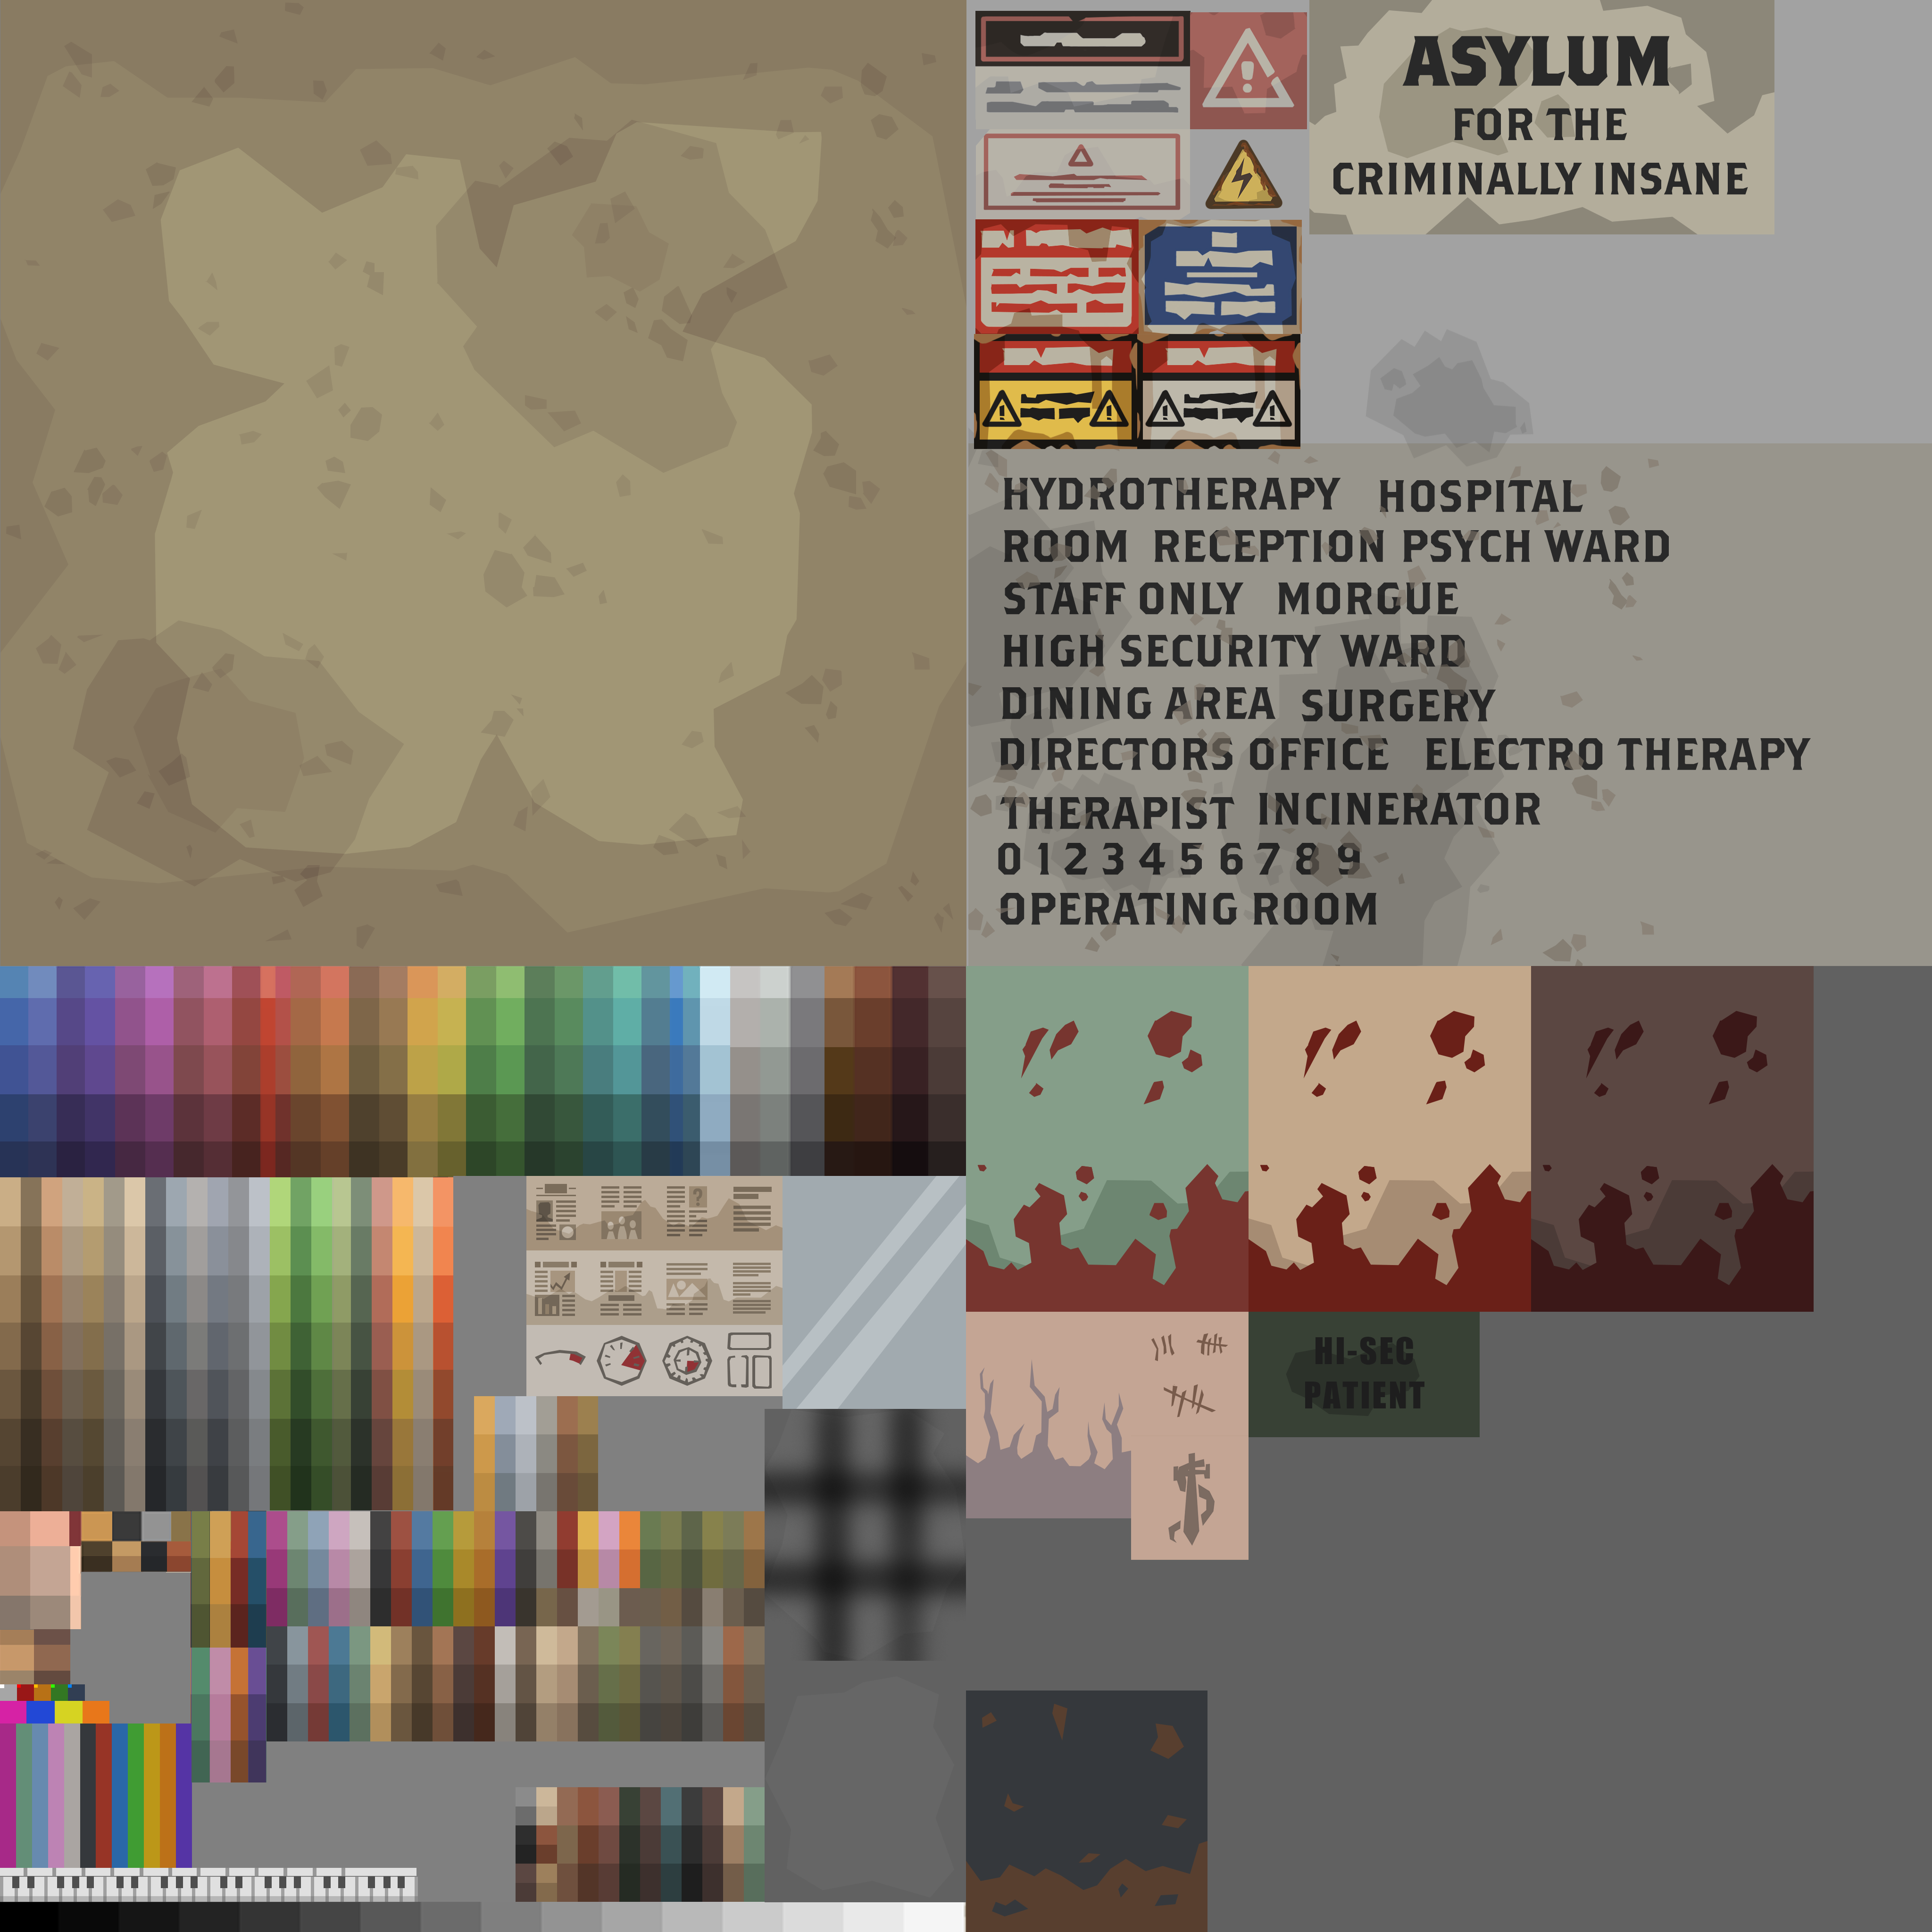 ASYLUM
FOR THE
CRIMINALLY INSANE
!
!
!
!
!
HYDROTHERAPY HOSPITAL
ROOM RECEPTION PSYCH WARD
STAFF ONLY MORGUE
HIGH SECURITY WARD
DINING AREA SURGERY
DIRECTORS OFFICE ELECTRO THERAPY
THERAPIST INCINERATOR
0 1 2 3 4 5 6 7 8 9
OPERATING ROOM
?
HI-SEC
PATIENT